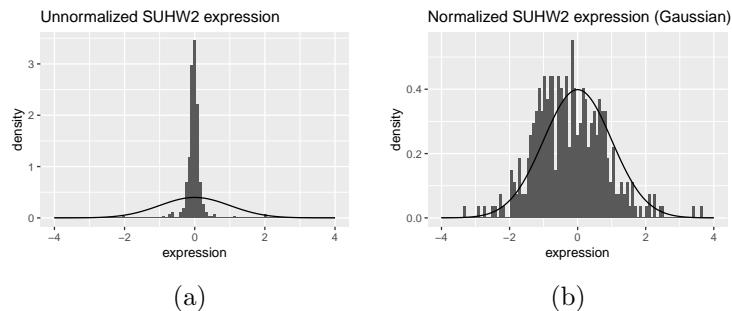 Unnormalized SUHW2 expression
3
2
1
0
density
−4
−2
0
2
4
expression
(a)
Normalized SUHW2 expression (Gaussian)
0.4
0.2
0.0
density
−4
−2
0
2
4
expression
(b)